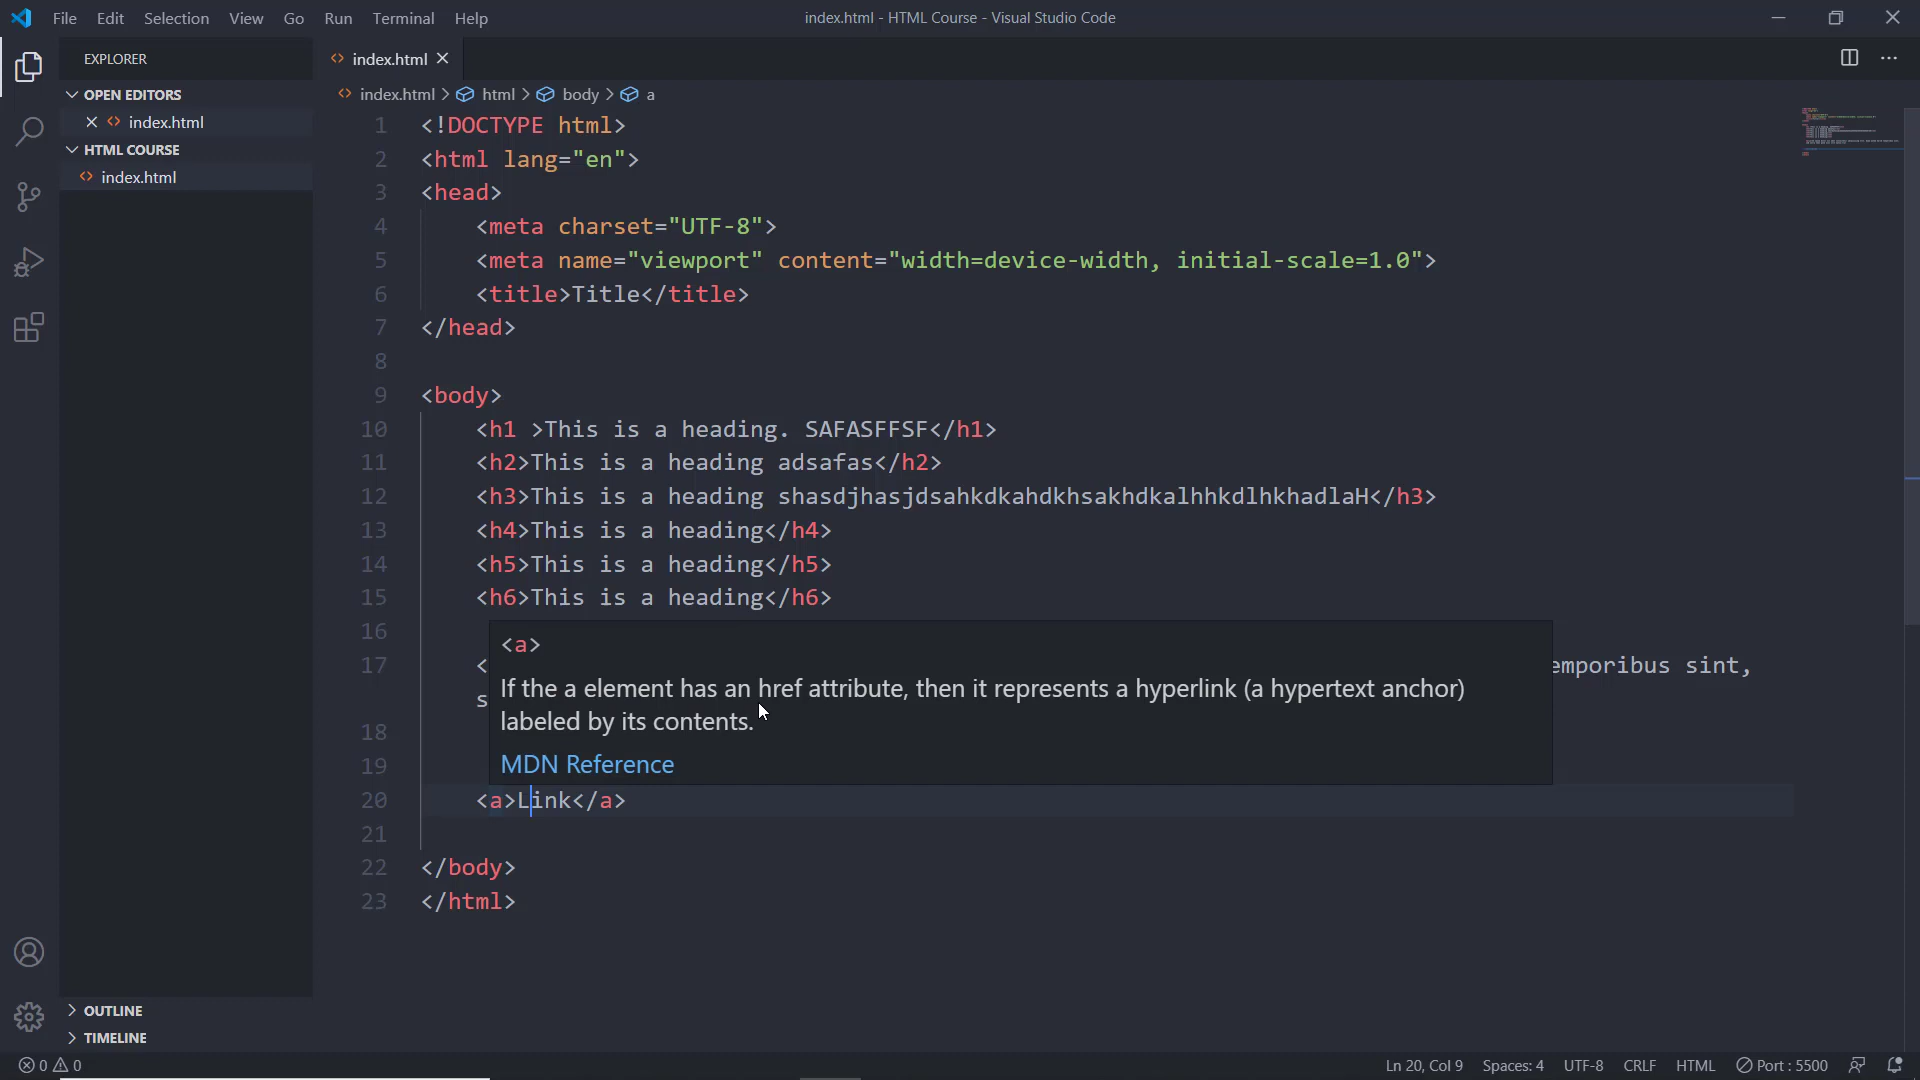 File Edit Selection View Go Run Terminal Help
index.html - HTML Course - Visual Studio Code
EXPLORER
OPEN EDITORS
index.html
HTML COURSE
index.html
OUTLINE
TIMELINE
index.html
index.html > html > body > a
1 <!DOCTYPE html>
2 <html lang="en">
3 <head>
4 <meta charset="UTF-8">
5 <meta name="viewport" content="width=device-width, initial-scale=1.0">
6 <title>Title</title>
7 </head>
8
9 <body>
10 <h1 >This is a heading. SAFASFFSF</h1>
11 <h2>This is a heading adsafas</h2>
12 <h3>This is a heading shasdjhasjdsahkdkahdkhsakhdkalhhkdlhkhadlaH</h3>
13 <h4>This is a heading</h4>
14 <h5>This is a heading</h5>
15 <h6>This is a heading</h6>
16
<a>
17 < emporibus sint,
If the a element has an href attribute, then it represents a hyperlink (a hypertext anchor)
s
labeled by its contents.
18
MDN Reference
19
20 <a>Link</a>
21
22 </body>
23 </html>
0 0
Ln 20, Col 9 Spaces: 4 UTF-8 CRLF HTML Port : 5500